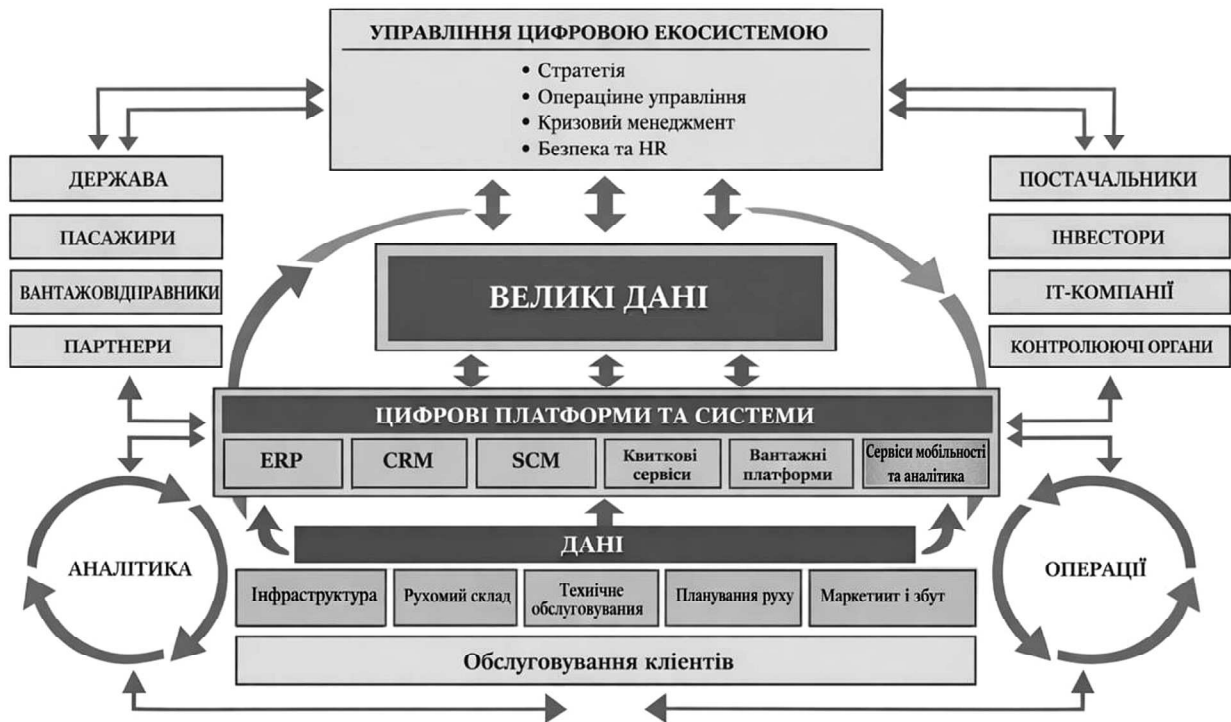 УПРАВЛІННЯ ЦИФРОВОЮ ЕКОСИСТЕМОЮ
• Стратегія
• Операціине управління
• Кризовий менеджмент
• Безпека та HR
ДЕРЖАВА
ПАСАЖИРИ
ВАНТАЖОВІДПРАВНИКИ
ПАРТНЕРИ
ПОСТАЧАЛЬНИКИ
ІНВЕСТОРИ
ІТ-КОМПАНІЇ
КОНТРОЛЮЮЧІ ОРГАНИ
ВЕЛИКІ ДАНІ
ЦИФРОВІ ПЛАТФОРМИ ТА СИСТЕМИ
ERP
CRM
SCM
Квиткові
сервіси
Вантажні
платформи
Сервіси мобільності
та аналітика
АНАЛІТИКА
ОПЕРАЦІЇ
ДАНІ
Інфраструктура
Рухомий склад
Технічне
обслуговування
Планування руху
Маркетиит і збут
Обслуговування клієнтів